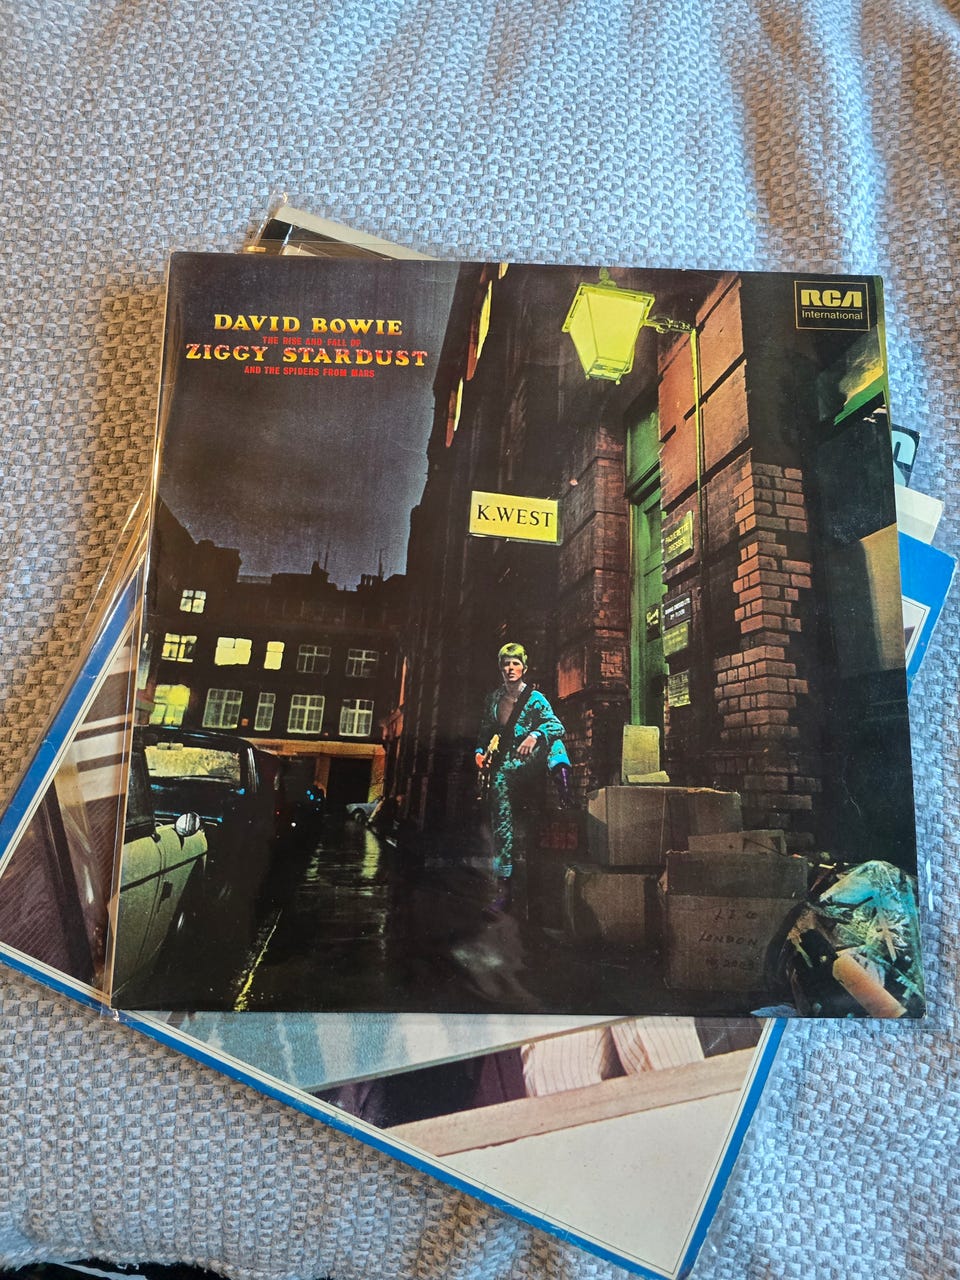 DAVID BOWIE
THE RISE AND FALL OF
ZIGGY STARDUST
AND THE SPIDERS FROM MARS
RCA
International
K.WEST
LONDON